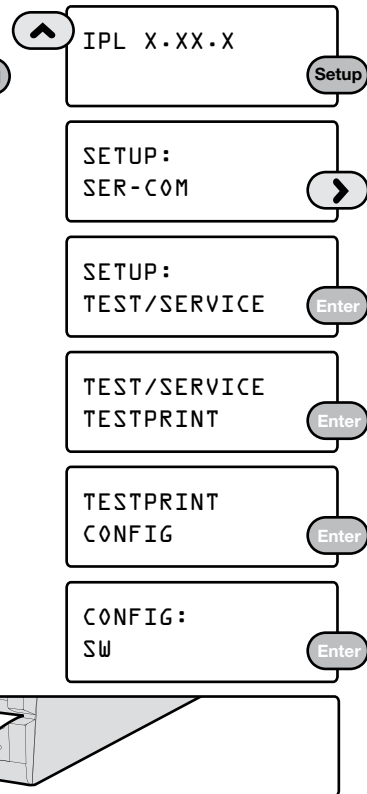 IPL X.XX.X
Setup
SETUP:
SER-COM
SETUP:
TEST/SERVICE
Enter
TEST/SERVICE
TESTPRINT
Enter
TESTPRINT
CONFIG
Enter
CONFIG:
SW
Enter